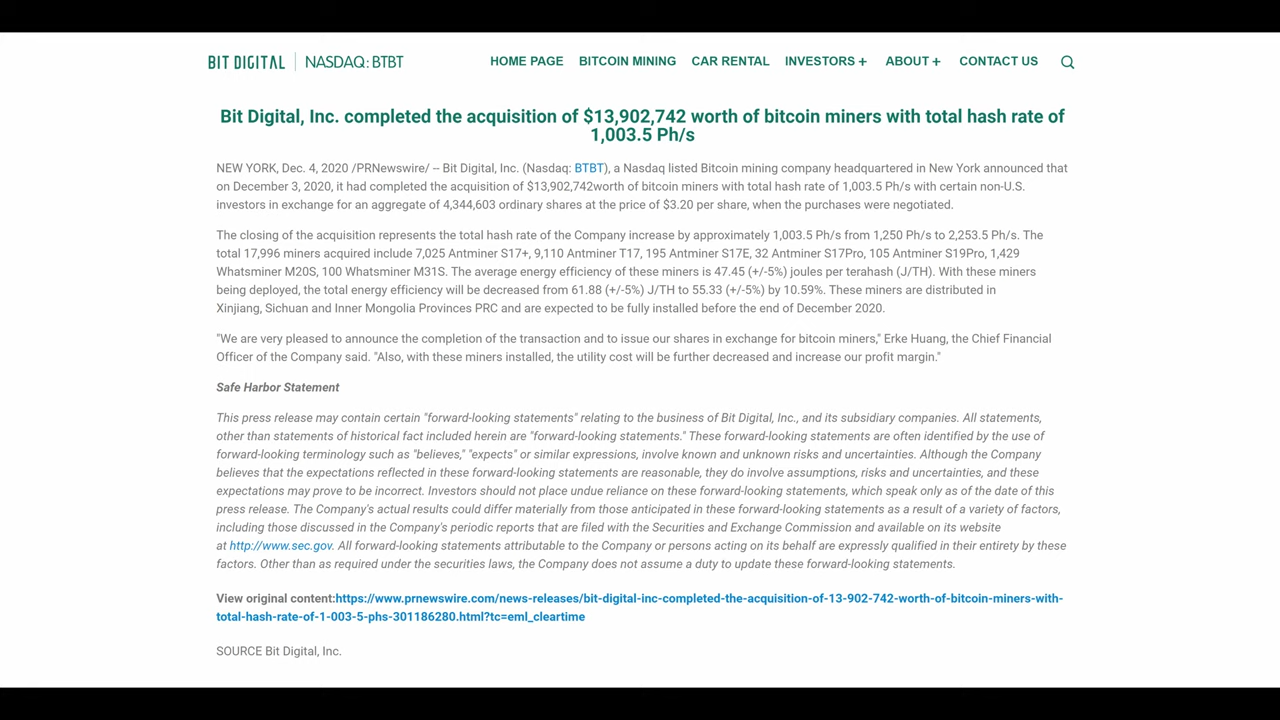 BIT DIGITAL | NASDAQ: BTBT HOME PAGE BITCOIN MINING CAR RENTAL INVESTORS + ABOUT + CONTACT US
Bit Digital, Inc. completed the acquisition of $13,902,742 worth of bitcoin miners with total hash rate of
1,003.5 Ph/s
NEW YORK, Dec. 4, 2020 /PRNewswire/ -- Bit Digital, Inc. (Nasdaq: BTBT), a Nasdaq listed Bitcoin mining company headquartered in New York announced that
on December 3, 2020, it had completed the acquisition of $13,902,742worth of bitcoin miners with total hash rate of 1,003.5 Ph/s with certain non-U.S.
investors in exchange for an aggregate of 4,344,603 ordinary shares at the price of $3.20 per share, when the purchases were negotiated.
The closing of the acquisition represents the total hash rate of the Company increase by approximately 1,003.5 Ph/s from 1,250 Ph/s to 2,253.5 Ph/s. The
total 17,996 miners acquired include 7,025 Antminer S17+, 9,110 Antminer T17, 195 Antminer S17E, 32 Antminer S17Pro, 105 Antminer S19Pro, 1,429
Whatsminer M20S, 100 Whatsminer M31S. The average energy efficiency of these miners is 47.45 (+/-5%) joules per terahash (J/TH). With these miners
being deployed, the total energy efficiency will be decreased from 61.88 (+/-5%) J/TH to 55.33 (+/-5%) by 10.59%. These miners are distributed in
Xinjiang, Sichuan and Inner Mongolia Provinces PRC and are expected to be fully installed before the end of December 2020.
"We are very pleased to announce the completion of the transaction and to issue our shares in exchange for bitcoin miners," Erke Huang, the Chief Financial
Officer of the Company said. "Also, with these miners installed, the utility cost will be further decreased and increase our profit margin."
Safe Harbor Statement
This press release may contain certain "forward-looking statements" relating to the business of Bit Digital, Inc., and its subsidiary companies. All statements,
other than statements of historical fact included herein are "forward-looking statements." These forward-looking statements are often identified by the use of
forward-looking terminology such as "believes," "expects" or similar expressions, involve known and unknown risks and uncertainties. Although the Company
believes that the expectations reflected in these forward-looking statements are reasonable, they do involve assumptions, risks and uncertainties, and these
expectations may prove to be incorrect. Investors should not place undue reliance on these forward-looking statements, which speak only as of the date of this
press release. The Company's actual results could differ materially from those anticipated in these forward-looking statements as a result of a variety of factors,
including those discussed in the Company's periodic reports that are filed with the Securities and Exchange Commission and available on its website
at http://www.sec.gov. All forward-looking statements attributable to the Company or persons acting on its behalf are expressly qualified in their entirety by these
factors. Other than as required under the securities laws, the Company does not assume a duty to update these forward-looking statements.
View original content:https://www.prnewswire.com/news-releases/bit-digital-inc-completed-the-acquisition-of-13-902-742-worth-of-bitcoin-miners-with-
total-hash-rate-of-1-003-5-phs-301186280.html?tc=eml_cleartime
SOURCE Bit Digital, Inc.